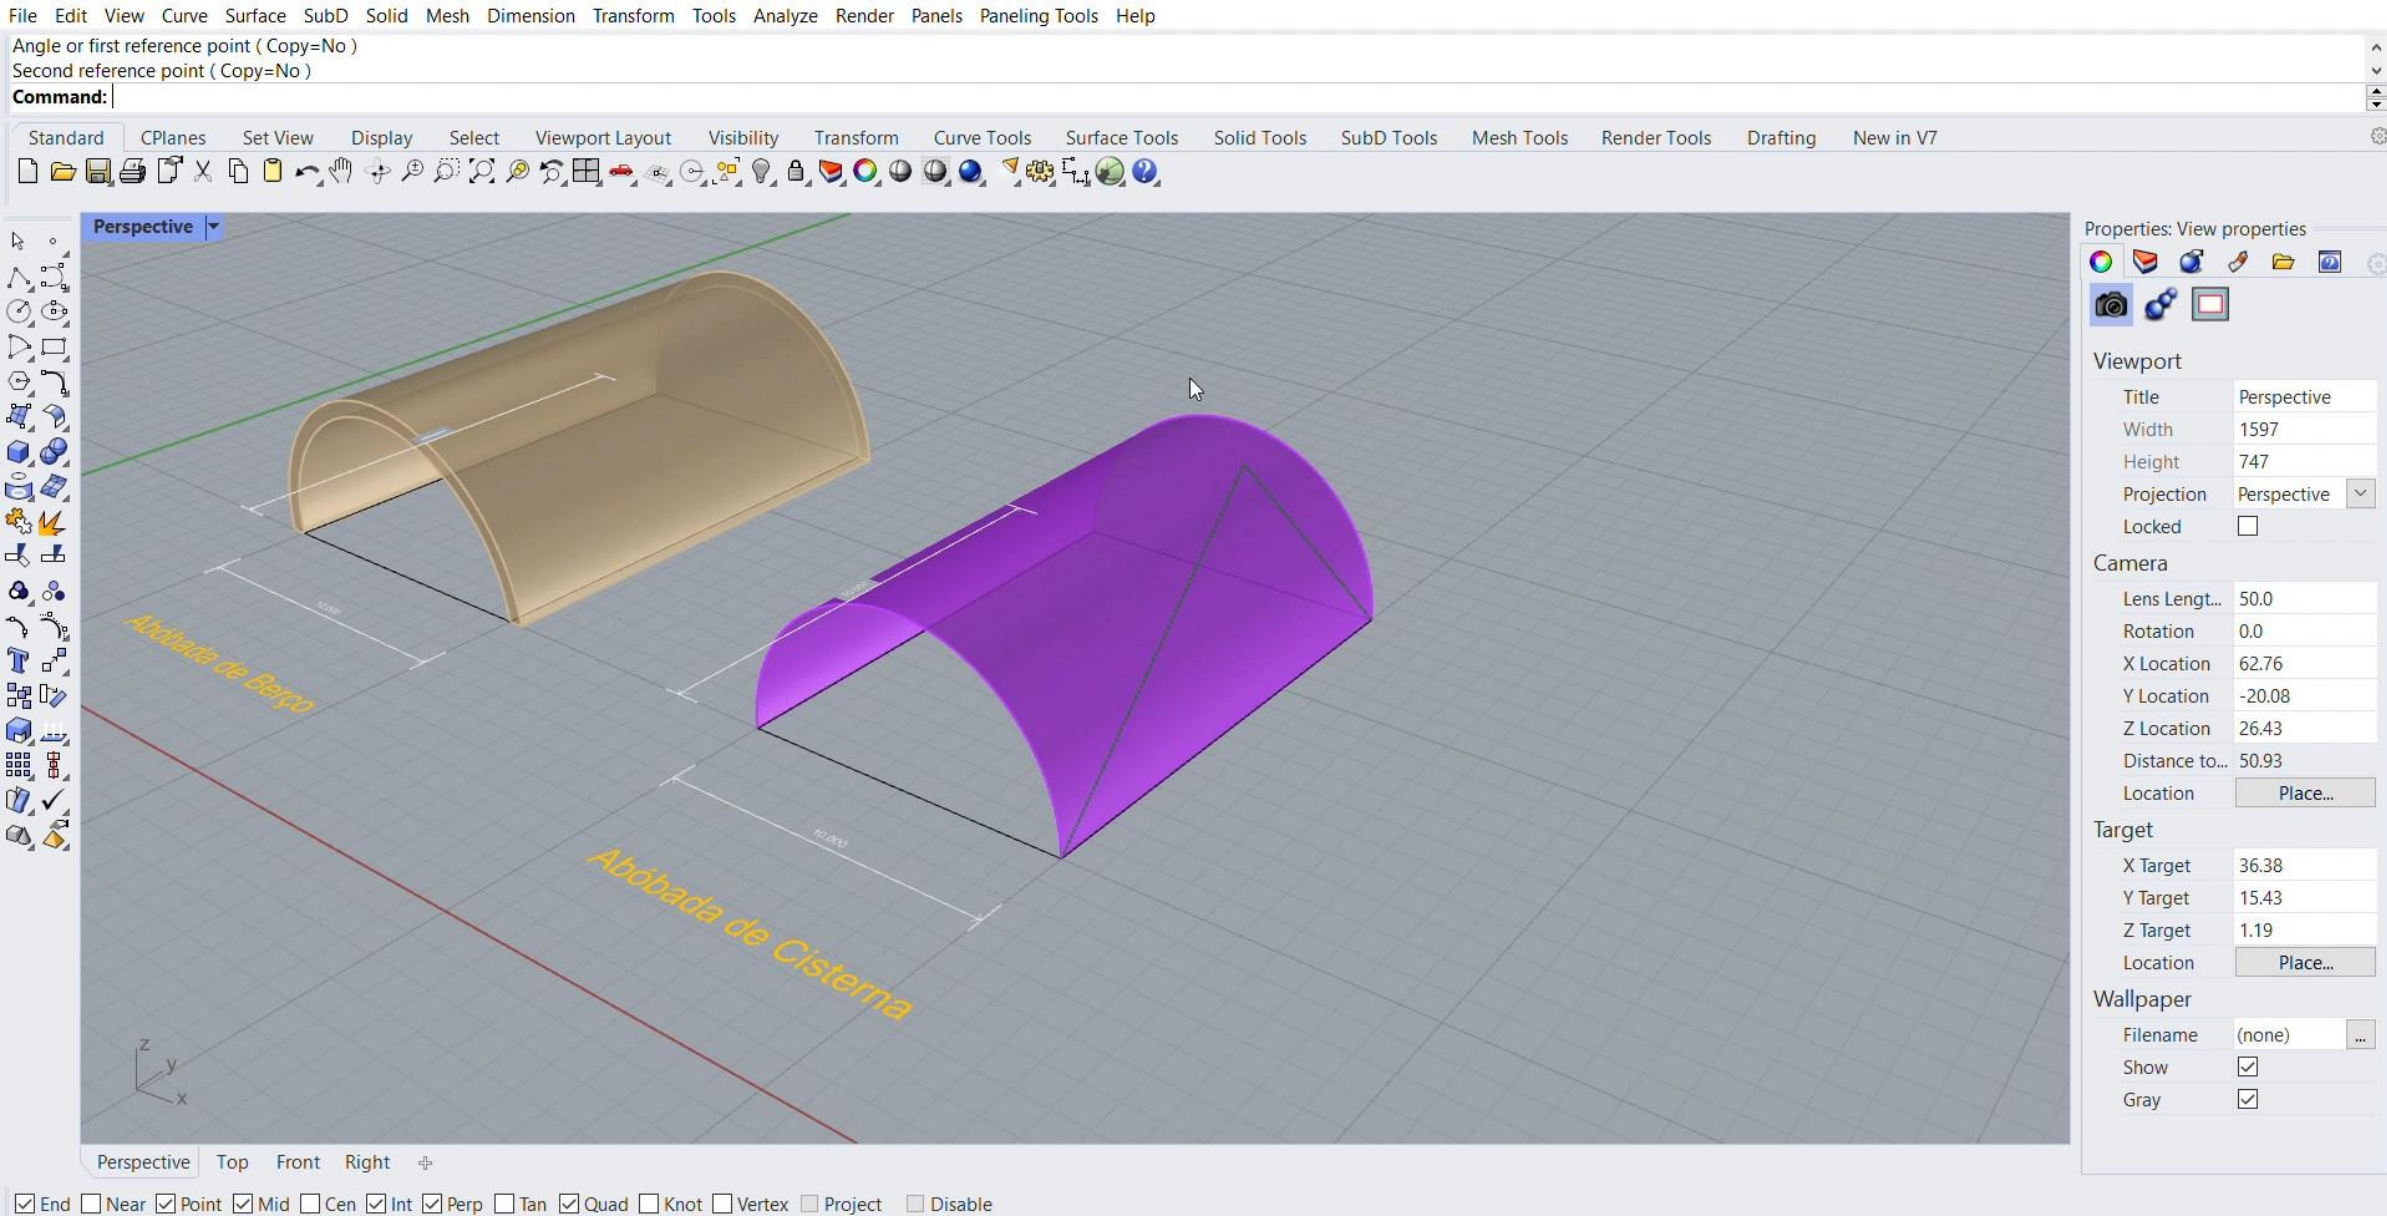 File Edit View Curve Surface SubD Solid Mesh Dimension Transform Tools Analyze Render Panels Paneling Tools Help
Angle or first reference point ( Copy=No )
Second reference point ( Copy=No )
Command:
Standard CPlanes Set View Display Select Viewport Layout Visibility Transform Curve Tools Surface Tools Solid Tools SubD Tools Mesh Tools Render Tools Drafting New in V7
Perspective
Abóbada de Berço
10.000
Abóbada de Cisterna
z
y
x
Properties: View properties
Viewport
Title Perspective
Width 1597
Height 747
Projection Perspective
Locked
Camera
Lens Lengt... 50.0
Rotation 0.0
X Location 62.76
Y Location -20.08
Z Location 26.43
Distance to... 50.93
Location Place...
Target
X Target 36.38
Y Target 15.43
Z Target 1.19
Location Place...
Wallpaper
Filename (none) ...
Show
Gray
Perspective Top Front Right
End Near Point Mid Cen Int Perp Tan Quad Knot Vertex Project Disable